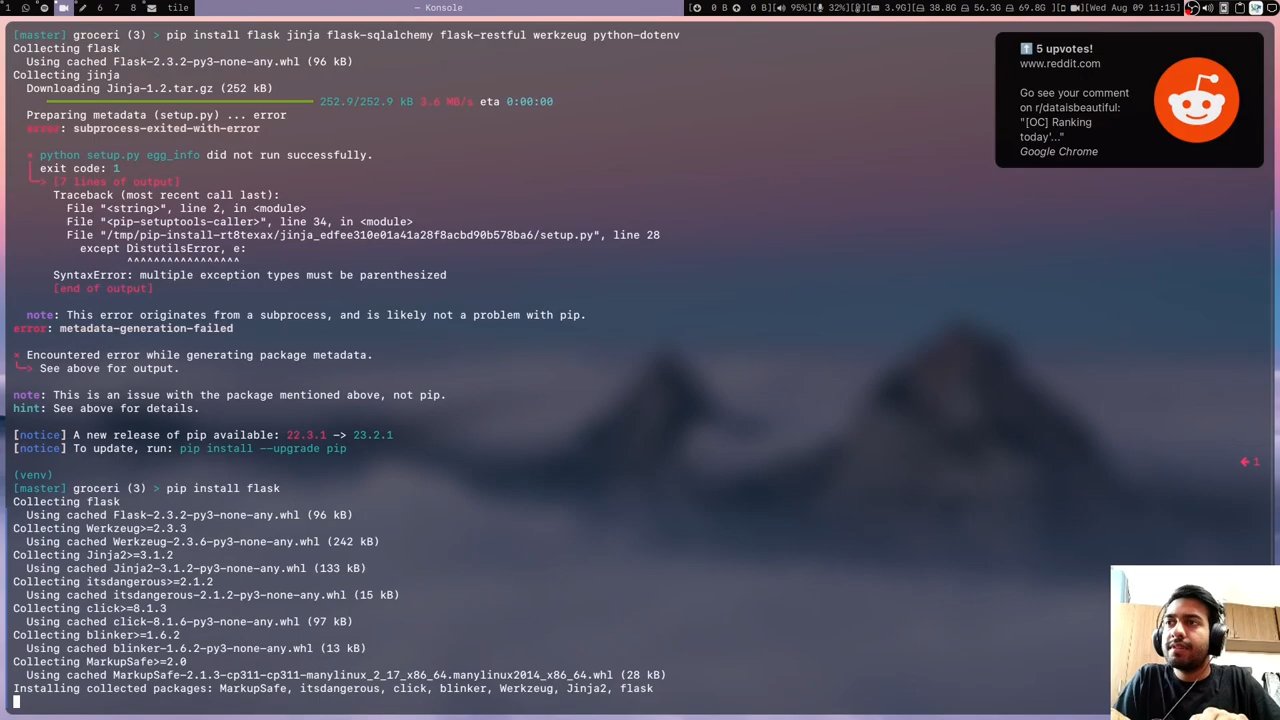 1 6 7 8 tile — Konsole 0 B 0 B 95% 32% 3.9G 38.8G 56.3G 69.8G Wed Aug 09 11:15
[master] groceri (3) > pip install flask jinja flask-sqlalchemy flask-restful werkzeug python-dotenv
Collecting flask
Using cached Flask-2.3.2-py3-none-any.whl (96 kB)
Collecting jinja
Downloading Jinja-1.2.tar.gz (252 kB)
252.9/252.9 kB 3.6 MB/s eta 0:00:00
Preparing metadata (setup.py) ... error
error: subprocess-exited-with-error
× python setup.py egg_info did not run successfully.
│ exit code: 1
╰─> [7 lines of output]
Traceback (most recent call last):
File "<string>", line 2, in <module>
File "<pip-setuptools-caller>", line 34, in <module>
File "/tmp/pip-install-rt8texax/jinja_edfee310e01a41a28f8acbd90b578ba6/setup.py", line 28
except DistutilsError, e:
^^^^^^^^^^^^^^^^^
SyntaxError: multiple exception types must be parenthesized
[end of output]
note: This error originates from a subprocess, and is likely not a problem with pip.
error: metadata-generation-failed
× Encountered error while generating package metadata.
╰─> See above for output.
note: This is an issue with the package mentioned above, not pip.
hint: See above for details.
[notice] A new release of pip available: 22.3.1 -> 23.2.1
[notice] To update, run: pip install --upgrade pip
(venv)
[master] groceri (3) > pip install flask
Collecting flask
Using cached Flask-2.3.2-py3-none-any.whl (96 kB)
Collecting Werkzeug>=2.3.3
Using cached Werkzeug-2.3.6-py3-none-any.whl (242 kB)
Collecting Jinja2>=3.1.2
Using cached Jinja2-3.1.2-py3-none-any.whl (133 kB)
Collecting itsdangerous>=2.1.2
Using cached itsdangerous-2.1.2-py3-none-any.whl (15 kB)
Collecting click>=8.1.3
Using cached click-8.1.6-py3-none-any.whl (97 kB)
Collecting blinker>=1.6.2
Using cached blinker-1.6.2-py3-none-any.whl (13 kB)
Collecting MarkupSafe>=2.0
Using cached MarkupSafe-2.1.3-cp311-cp311-manylinux_2_17_x86_64.manylinux2014_x86_64.whl (28 kB)
Installing collected packages: MarkupSafe, itsdangerous, click, blinker, Werkzeug, Jinja2, flask
← 1
5 upvotes!
www.reddit.com
Go see your comment
on r/dataisbeautiful:
"[OC] Ranking
today'..."
Google Chrome